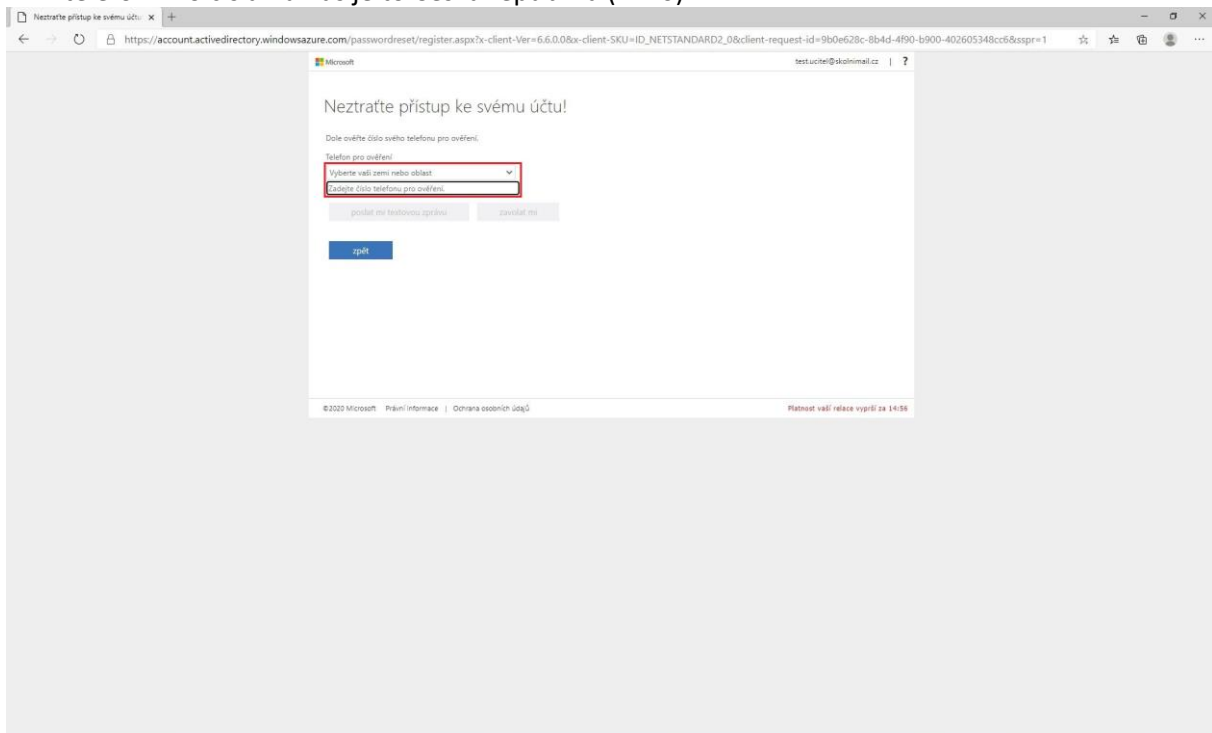 Neztraťte přístup ke svému účtu
https://account.activedirectory.windowsazure.com/passwordreset/register.aspx?x-client-Ver=6.6.0.0&x-client-SKU=ID_NETSTANDARD2_0&client-request-id=9b0e628c-8b4d-4f90-b900-402605348cc6&sspr=1
Microsoft
test.ucitel@skolnimail.cz | ?
Neztraťte přístup ke svému účtu!
Dole ověřte číslo svého telefonu pro ověření.
Telefon pro ověření
Vyberte vaši zemi nebo oblast
Zadejte číslo telefonu pro ověření.
poslat mi textovou zprávu
zavolat mi
zpět
©2020 Microsoft Právní informace | Ochrana osobních údajů
Platnost vaší relace vyprší za 14:56